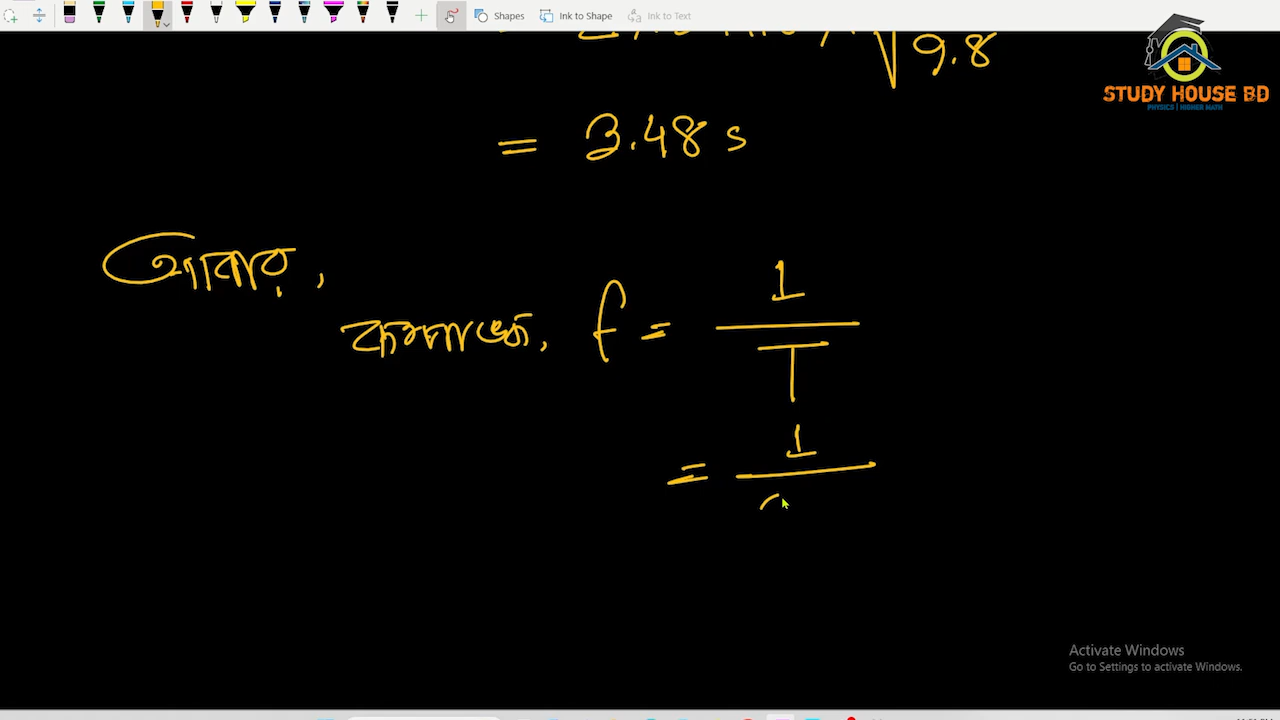 Shapes Ink to Shape Ink to Text
9.8
= 3.48 s
STUDY HOUSE BD
PHYSICS | HIGHER MATH
আবার,
কম্পাঙ্ক, f = 1
T
= 1
Activate Windows
Go to Settings to activate Windows.